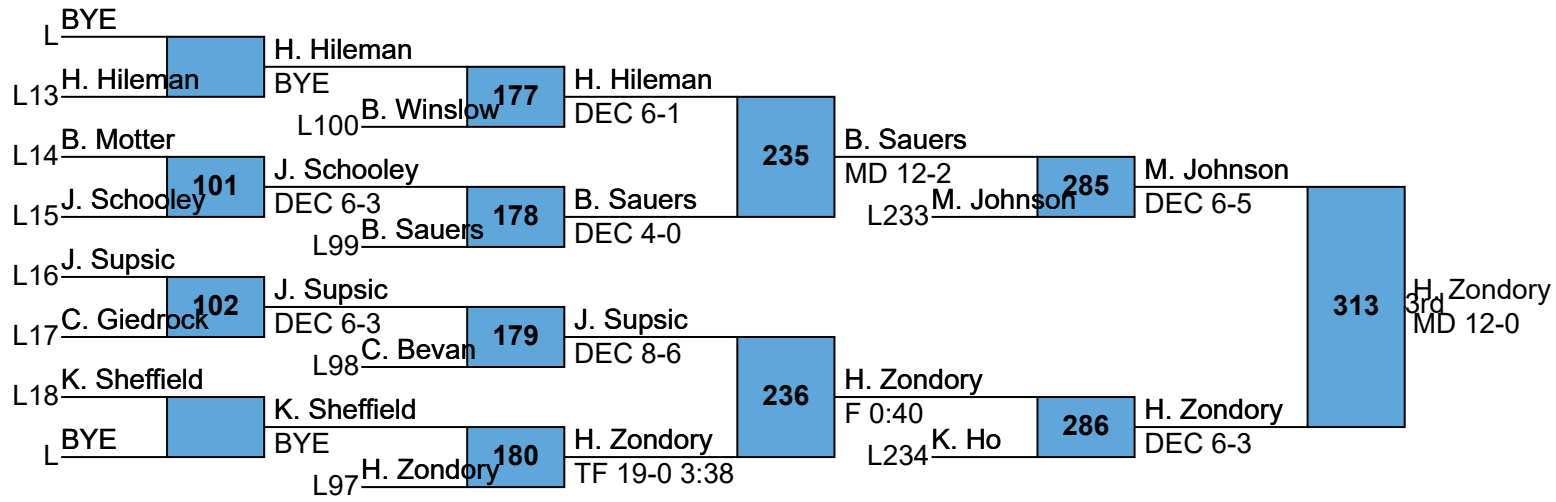 BYE
L
H. Hileman
L13
H. Hileman
BYE
B. Winslow
L100
177
H. Hileman
DEC 6-1
B. Motter
L14
101
J. Schooley
L15
J. Schooley
DEC 6-3
B. Sauers
L99
178
B. Sauers
DEC 4-0
235
B. Sauers
MD 12-2
M. Johnson
L233
285
M. Johnson
DEC 6-5
J. Supsic
L16
102
C. Giedrock
L17
J. Supsic
DEC 6-3
C. Bevan
L98
179
J. Supsic
DEC 8-6
K. Sheffield
L18
BYE
L
K. Sheffield
BYE
H. Zondory
L97
180
H. Zondory
TF 19-0 3:38
236
H. Zondory
F 0:40
K. Ho
L234
286
H. Zondory
DEC 6-3
313
H. Zondory
3rd
MD 12-0